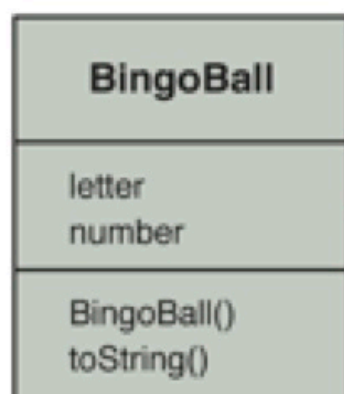 BingoBall
letter
number
BingoBall()
toString()